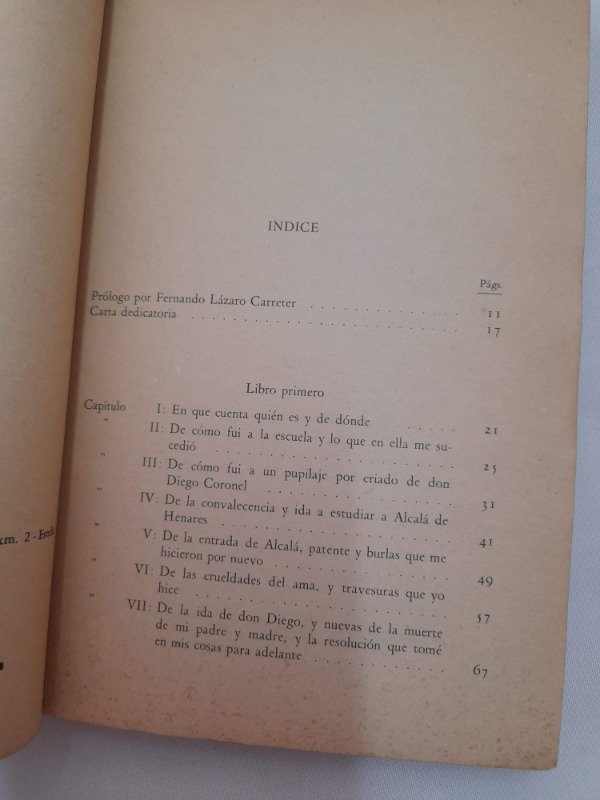 km. 2 - Estella
INDICE
Págs.
Prólogo por Fernando Lázaro Carreter . . . . . . . . . . 11
Carta dedicatoria . . . . . . . . . . . . . . . . . 17
Libro primero
Capítulo I: En que cuenta quién es y de dónde . . . . . 21
" II: De cómo fui a la escuela y lo que en ella me su-
cedió . . . . . . . . . . . . . . . . 25
" III: De cómo fui a un pupilaje por criado de don
Diego Coronel . . . . . . . . . . . . . 31
" IV: De la convalecencia y ida a estudiar a Alcalá de
Henares . . . . . . . . . . . . . . . 41
" V: De la entrada de Alcalá, patente y burlas que me
hicieron por nuevo . . . . . . . . . . . 49
" VI: De las crueldades del ama, y travesuras que yo
hice . . . . . . . . . . . . . . . . 57
" VII: De la ida de don Diego, y nuevas de la muerte
de mi padre y madre, y la resolución que tomé
en mis cosas para adelante . . . . . . . . 67